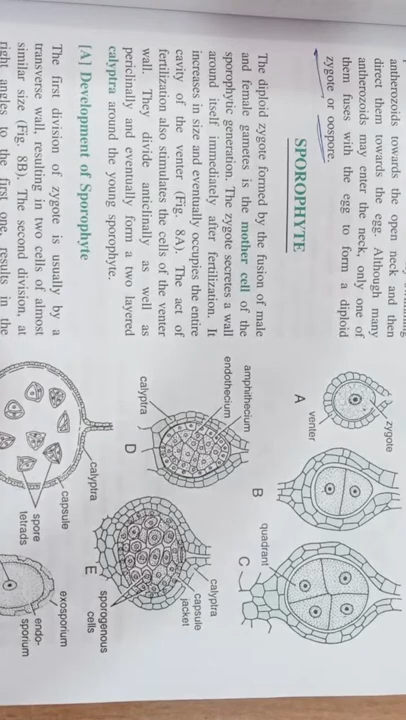 antherozoids towards the open neck and then
direct them towards the egg. Although many
antherozoids may enter the neck, only one of
them fuses with the egg to form a diploid
zygote or oospore.
SPOROPHYTE
The diploid zygote formed by the fusion of male
and female gametes is the mother cell of the
sporophytic generation. The zygote secretes a wall
around itself immediately after fertilization. It
increases in size and eventually occupies the entire
cavity of the venter (Fig. 8A). The act of
fertilization also stimulates the cells of the venter
wall. They divide anticlinally as well as
periclinally and eventually form a two layered
calyptra around the young sporophyte.
[A] Development of Sporophyte
The first division of zygote is usually by a
transverse wall, resulting in two cells of almost
similar size (Fig. 8B). The second division, at
right angles to the first one, results in the
zygote
venter
A
B
quadrant
C
amphithecium
endothecium
calyptra
D
calyptra
capsule
jacket
sporogenous
cells
E
calyptra
capsule
spore
tetrads
exosporium
endo-
sporium